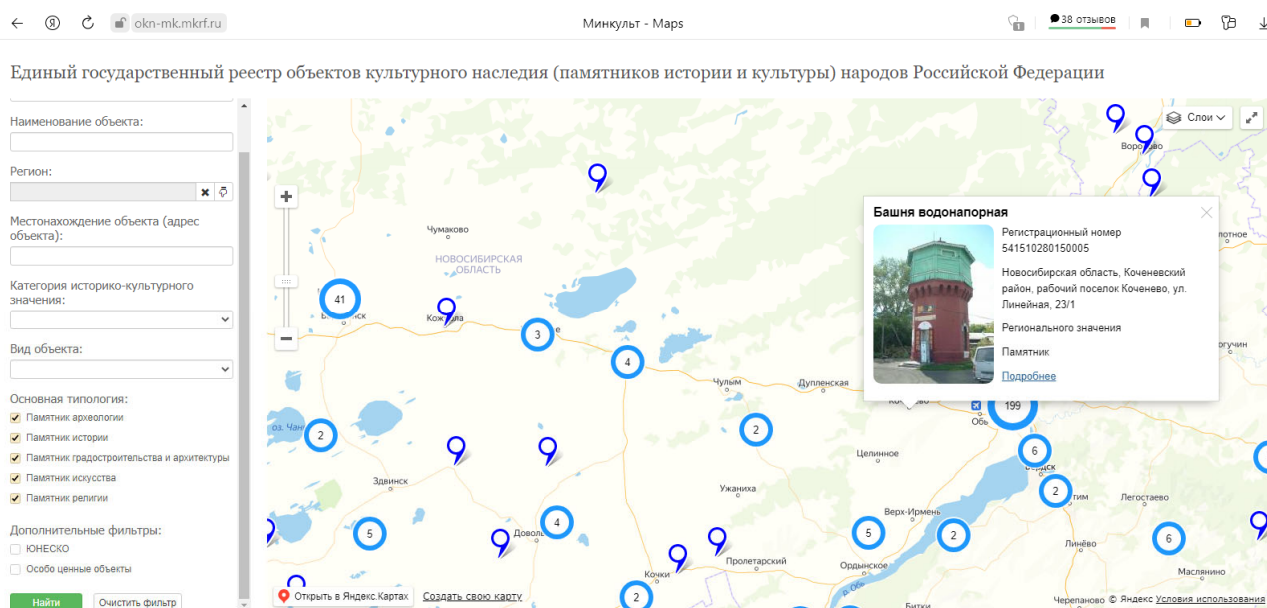 okn-mk.mkrf.ru
Минкульт - Maps
1
38 отзывов
Единый государственный реестр объектов культурного наследия (памятников истории и культуры) народов Российской Федерации
Наименование объекта:
Регион:
Местонахождение объекта (адрес
объекта):
Категория историко-культурного
значения:
Вид объекта:
Основная типология:
Памятник археологии
Памятник истории
Памятник градостроительства и архитектуры
Памятник искусства
Памятник религии
Дополнительные фильтры:
ЮНЕСКО
Особо ценные объекты
Найти
Очистить фильтр
Слои
Чумаково
НОВОСИБИРСКАЯ
ОБЛАСТЬ
41
3
4
Чулым
Дупленская
Башня водонапорная
Регистрационный номер
541510280150005
Новосибирская область, Коченевский
район, рабочий поселок Коченево, ул.
Линейная, 23/1
Регионального значения
Памятник
Подробнее
199
Обь
оз. Чан
2
2
6
Целинное
Здвинск
Ужаниха
2
Легостаево
Верх-Ирмень
5
4
5
2
6
Линёво
Пролетарский
Ордынское
Маслянино
Кочки
2
р. Обь
Битки
Черепаново
Открыть в Яндекс.Картах
Создать свою карту
© Яндекс Условия использования